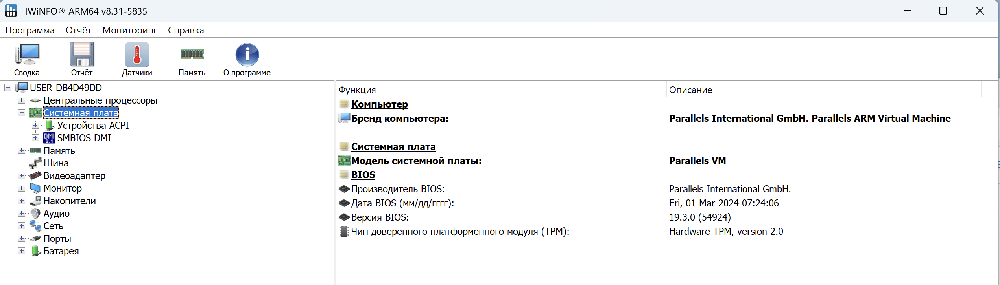 HWiNFO® ARM64 v8.31-5835
Программа Отчёт Мониторинг Справка
Сводка Отчёт Датчики Память О программе
USER-DB4D49DD
Центральные процессоры
Системная плата
Устройства ACPI
DMI 2.1 SMBIOS DMI
Память
Шина
Видеоадаптер
Монитор
Накопители
Аудио
Сеть
Порты
Батарея
Функция Описание
Компьютер
Бренд компьютера: Parallels International GmbH. Parallels ARM Virtual Machine
Системная плата
Модель системной платы: Parallels VM
BIOS
Производитель BIOS: Parallels International GmbH.
Дата BIOS (мм/дд/гггг): Fri, 01 Mar 2024 07:24:06
Версия BIOS: 19.3.0 (54924)
Чип доверенного платформенного модуля (TPM): Hardware TPM, version 2.0